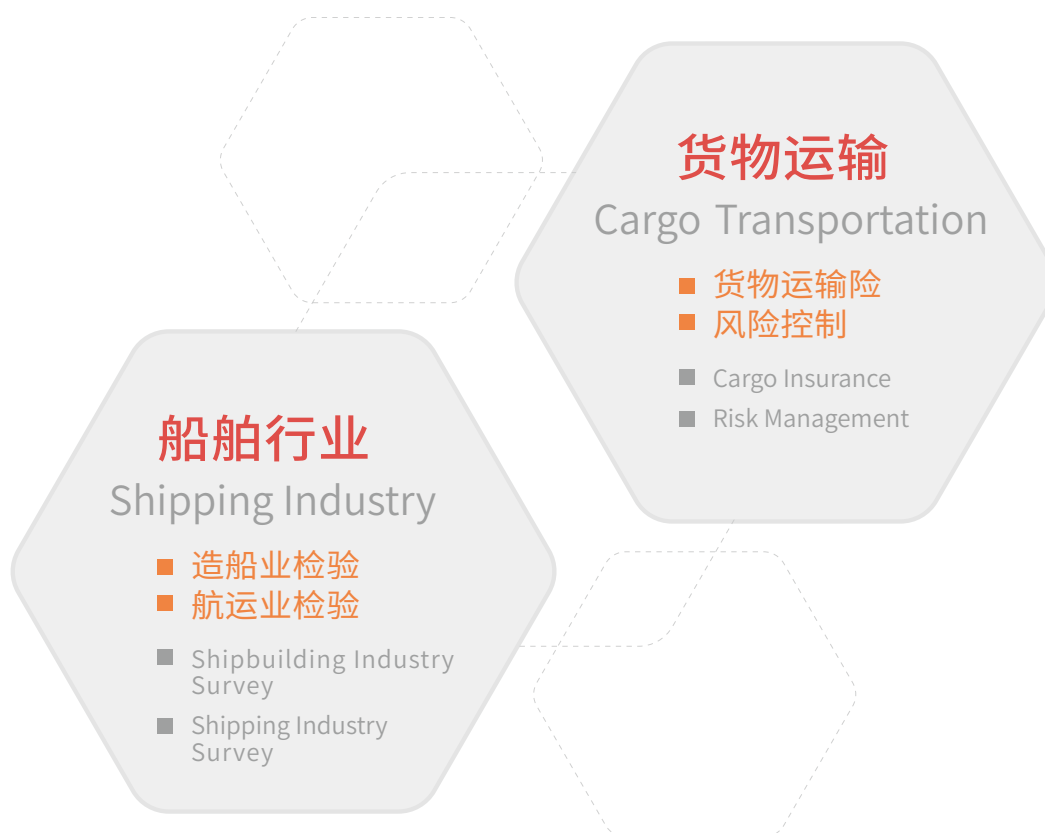 货物运输
Cargo Transportation
货物运输险
风险控制
Cargo Insurance
Risk Management
船舶行业
Shipping Industry
造船业检验
航运业检验
Shipbuilding Industry
Survey
Shipping Industry
Survey